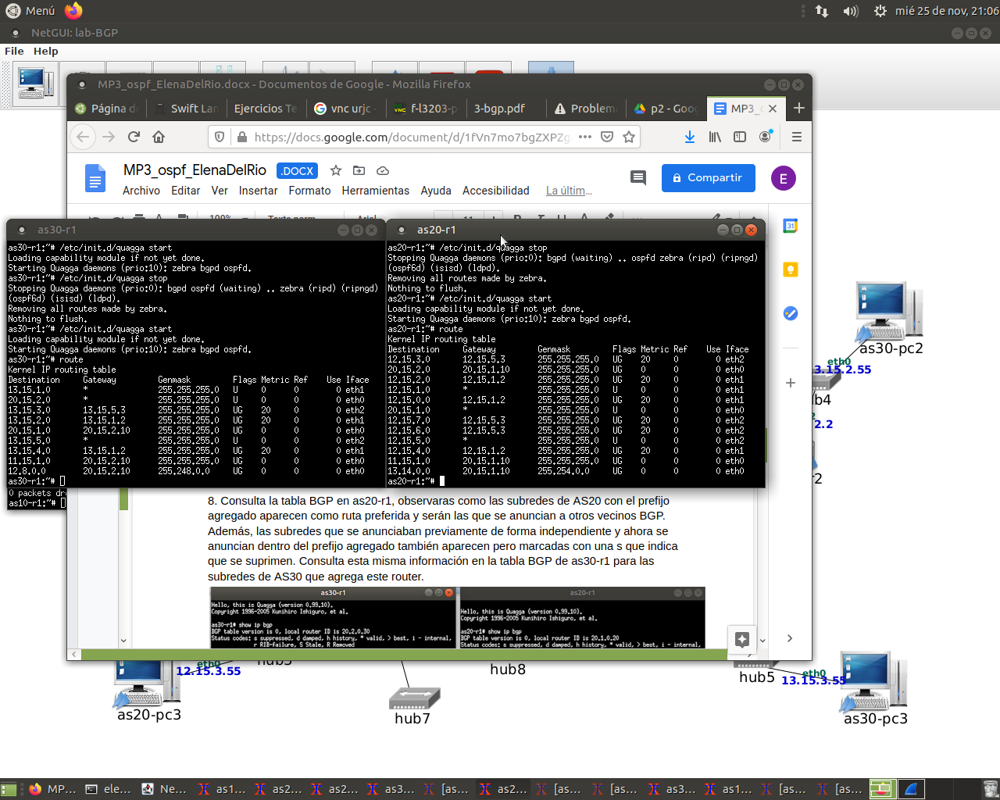 Menú
mié 25 de nov, 21:06
NetGUI: lab-BGP
File Help
MP3_ospf_ElenaDelRio.docx - Documentos de Google - Mozilla Firefox
Página d
Swift Lan
Ejercicios Te
vnc urjc -
f-l3203-p
3-bgp.pdf
Problem
p2 - Goog
MP3_
https://docs.google.com/document/d/1fVn7mo7bgZXPZg
MP3_ospf_ElenaDelRio .DOCX
Compartir
E
Archivo Editar Ver Insertar Formato Herramientas Ayuda Accesibilidad La últim...
100% Texto norm... Arial 11
31
as30-r1
as30-r1:~# /etc/init.d/quagga start
Loading capability module if not yet done.
Starting Quagga daemons (prio:10): zebra bgpd ospfd.
as30-r1:~# /etc/init.d/quagga stop
Stopping Quagga daemons (prio:0): bgpd ospfd (waiting) .. zebra (ripd) (ripngd)
(ospf6d) (isisd) (ldpd).
Removing all routes made by zebra.
Nothing to flush.
as30-r1:~# /etc/init.d/quagga start
Loading capability module if not yet done.
Starting Quagga daemons (prio:10): zebra bgpd ospfd.
as30-r1:~# route
Kernel IP routing table
Destination Gateway Genmask Flags Metric Ref Use Iface
13.15.1.0 * 255.255.255.0 U 0 0 0 eth1
20.15.2.0 * 255.255.255.0 U 0 0 0 eth0
13.15.3.0 13.15.5.3 255.255.255.0 UG 20 0 0 eth2
13.15.2.0 13.15.1.2 255.255.255.0 UG 20 0 0 eth1
20.15.1.0 20.15.2.10 255.255.255.0 UG 0 0 0 eth0
13.15.5.0 * 255.255.255.0 U 0 0 0 eth2
13.15.4.0 13.15.1.2 255.255.255.0 UG 20 0 0 eth1
11.15.1.0 20.15.2.10 255.255.255.0 UG 0 0 0 eth0
12.8.0.0 20.15.2.10 255.248.0.0 UG 0 0 0 eth0
as30-r1:~#
as20-r1
as20-r1:~# /etc/init.d/quagga stop
Stopping Quagga daemons (prio:0): bgpd (waiting) .. ospfd zebra (ripd) (ripngd)
(ospf6d) (isisd) (ldpd).
Removing all routes made by zebra.
Nothing to flush.
as20-r1:~# /etc/init.d/quagga start
Loading capability module if not yet done.
Starting Quagga daemons (prio:10): zebra bgpd ospfd.
as20-r1:~# route
Kernel IP routing table
Destination Gateway Genmask Flags Metric Ref Use Iface
12.15.3.0 12.15.5.3 255.255.255.0 UG 20 0 0 eth2
20.15.2.0 20.15.1.10 255.255.255.0 UG 0 0 0 eth0
12.15.2.0 12.15.1.2 255.255.255.0 UG 20 0 0 eth1
12.15.1.0 * 255.255.255.0 U 0 0 0 eth1
12.15.0.0 12.15.1.2 255.255.255.0 UG 20 0 0 eth1
20.15.1.0 * 255.255.255.0 U 0 0 0 eth0
12.15.7.0 12.15.5.3 255.255.255.0 UG 20 0 0 eth2
12.15.6.0 12.15.5.3 255.255.255.0 UG 20 0 0 eth2
12.15.5.0 * 255.255.255.0 U 0 0 0 eth2
12.15.4.0 12.15.1.2 255.255.255.0 UG 20 0 0 eth1
11.15.1.0 20.15.1.10 255.255.255.0 UG 0 0 0 eth0
13.14.0.0 20.15.1.10 255.254.0.0 UG 0 0 0 eth0
as20-r1:~#
0 packets dr
as10-r1:~#
8. Consulta la tabla BGP en as20-r1, observaras como las subredes de AS20 con el prefijo
agregado aparecen como ruta preferida y serán las que se anuncian a otros vecinos BGP.
Además, las subredes que se anunciaban previamente de forma independiente y ahora se
anuncian dentro del prefijo agregado también aparecen pero marcadas con una s que indica
que se suprimen. Consulta esta misma información en la tabla BGP de as30-r1 para las
subredes de AS30 que agrega este router.
as30-r1
Hello, this is Quagga (version 0.99.10).
Copyright 1996-2005 Kunihiro Ishiguro, et al.
as30-r1# show ip bgp
BGP table version is 0, local router ID is 20.2.0.30
Status codes: s suppressed, d damped, h history, * valid, > best, i - internal,
r RIB-failure, S Stale, R Removed
as20-r1
Hello, this is Quagga (version 0.99.10).
Copyright 1996-2005 Kunihiro Ishiguro, et al.
as20-r1# show ip bgp
BGP table version is 0, local router ID is 20.1.0.20
Status codes: s suppressed, d damped, h history, * valid, > best, i - internal,
as30-pc2
eth0
13.15.2.55
b4
2
2.2
r2
eth0
12.15.3.55
hub3
hub8
hub5
eth0
13.15.3.55
as20-pc3
hub7
as30-pc3
MP... ele... Ne... as1... as2... as2... as3... [as... as2... [as... [as... as3... as1... [as... [as...